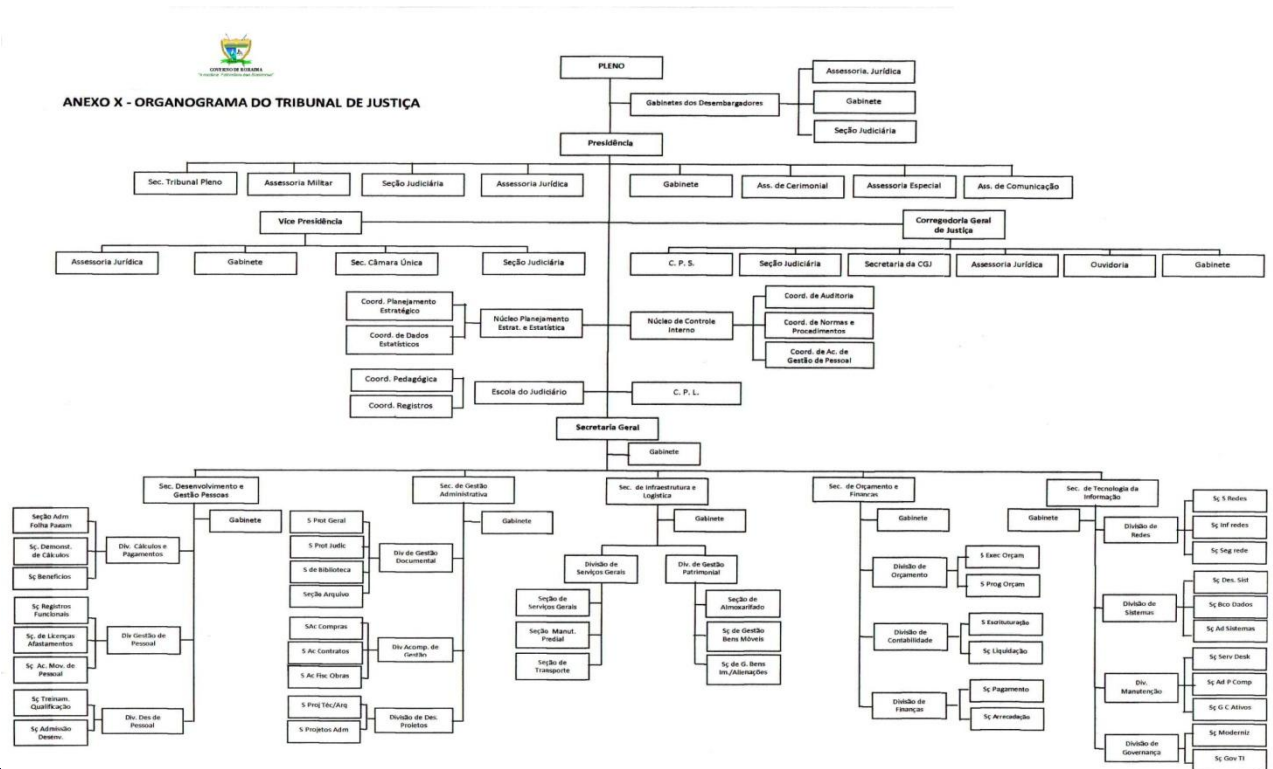 PLENO
GOVERNO DE RORAIMA
ANEXO X - ORGANOGRAMA DO TRIBUNAL DE JUSTIÇA
Gabinetes dos Desembargadores
Assessoria. Jurídica
Gabinete
Seção Judiciária
Presidência
Sec. Tribunal Pleno
Assessoria Militar
Seção Judiciária
Assessoria Jurídica
Gabinete
Ass. de Cerimonial
Assessoria Especial
Ass. de Comunicação
Vice Presidência
Corregedoria Geral
de Justiça
Assessoria Jurídica
Gabinete
Sec. Câmara Única
Seção Judiciária
C. P. S.
Seção Judiciária
Secretaria da CGJ
Assessoria Jurídica
Ouvidoria
Gabinete
Coord. Planejamento
Estratégico
Coord. de Dados
Estatísticos
Núcleo Planejamento
Estrat. e Estatística
Núcleo de Controle
Interno
Coord. de Auditoria
Coord. de Normas e
Procedimentos
Coord. de Ac. de
Gestão de Pessoal
Coord. Pedagógica
Coord. Registros
Escola do Judiciário
C. P. L.
Secretaria Geral
Gabinete
Sec. Desenvolvimento e
Gestão Pessoas
Gabinete
Seção Adm
Folha Pagam
Sç. Demonst.
de Cálculos
Sç Benefícios
Div. Cálculos e
Pagamentos
Sç Registros
Funcionais
Sç. de Licenças
Afastamentos
Sç Ac. Mov. de
Pessoal
Div Gestão de
Pessoal
Sç Treinam.
Qualificação
Sç Admissão
Desenv.
Div. Des de
Pessoal
Sec. de Gestão
Administrativa
Gabinete
S Prot Geral
S Prot Judic
S de Biblioteca
Seção Arquivo
Div de Gestão
Documental
SAc Compras
S Ac Contratos
S Ac Fisc Obras
Div Acomp. de
Gestão
S Proj Téc/Arq
S Projetos Adm
Divisão de Des.
Projetos
Sec. de Infraestrutura e
Logística
Gabinete
Divisão de
Serviços Gerais
Div. de Gestão
Patrimonial
Seção de
Serviços Gerais
Seção Manut.
Predial
Seção de
Transporte
Seção de
Almoxarifado
Sç de Gestão
Bens Móveis
Sç de G. Bens
Im./Alienações
Sec. de Orçamento e
Financas
Gabinete
Divisão de
Orçamento
S Exec Orçam
S Prog Orçam
Divisão de
Contabilidade
S Escrituração
Sç Liquidação
Divisão de
Finanças
Sç Pagamento
Sç Arrecadação
Sec. de Tecnologia da
Informação
Gabinete
Divisão de
Redes
Sç S Redes
Sç Inf redes
Sç Seg rede
Divisão de
Sistemas
Sç Des. Sist
Sç Bco Dados
Sç Ad Sistemas
Div.
Manutenção
Sç Serv Desk
Sç Ad P Comp
Sç G C Ativos
Divisão de
Governança
Sç Moderniz
Sç Gov TI